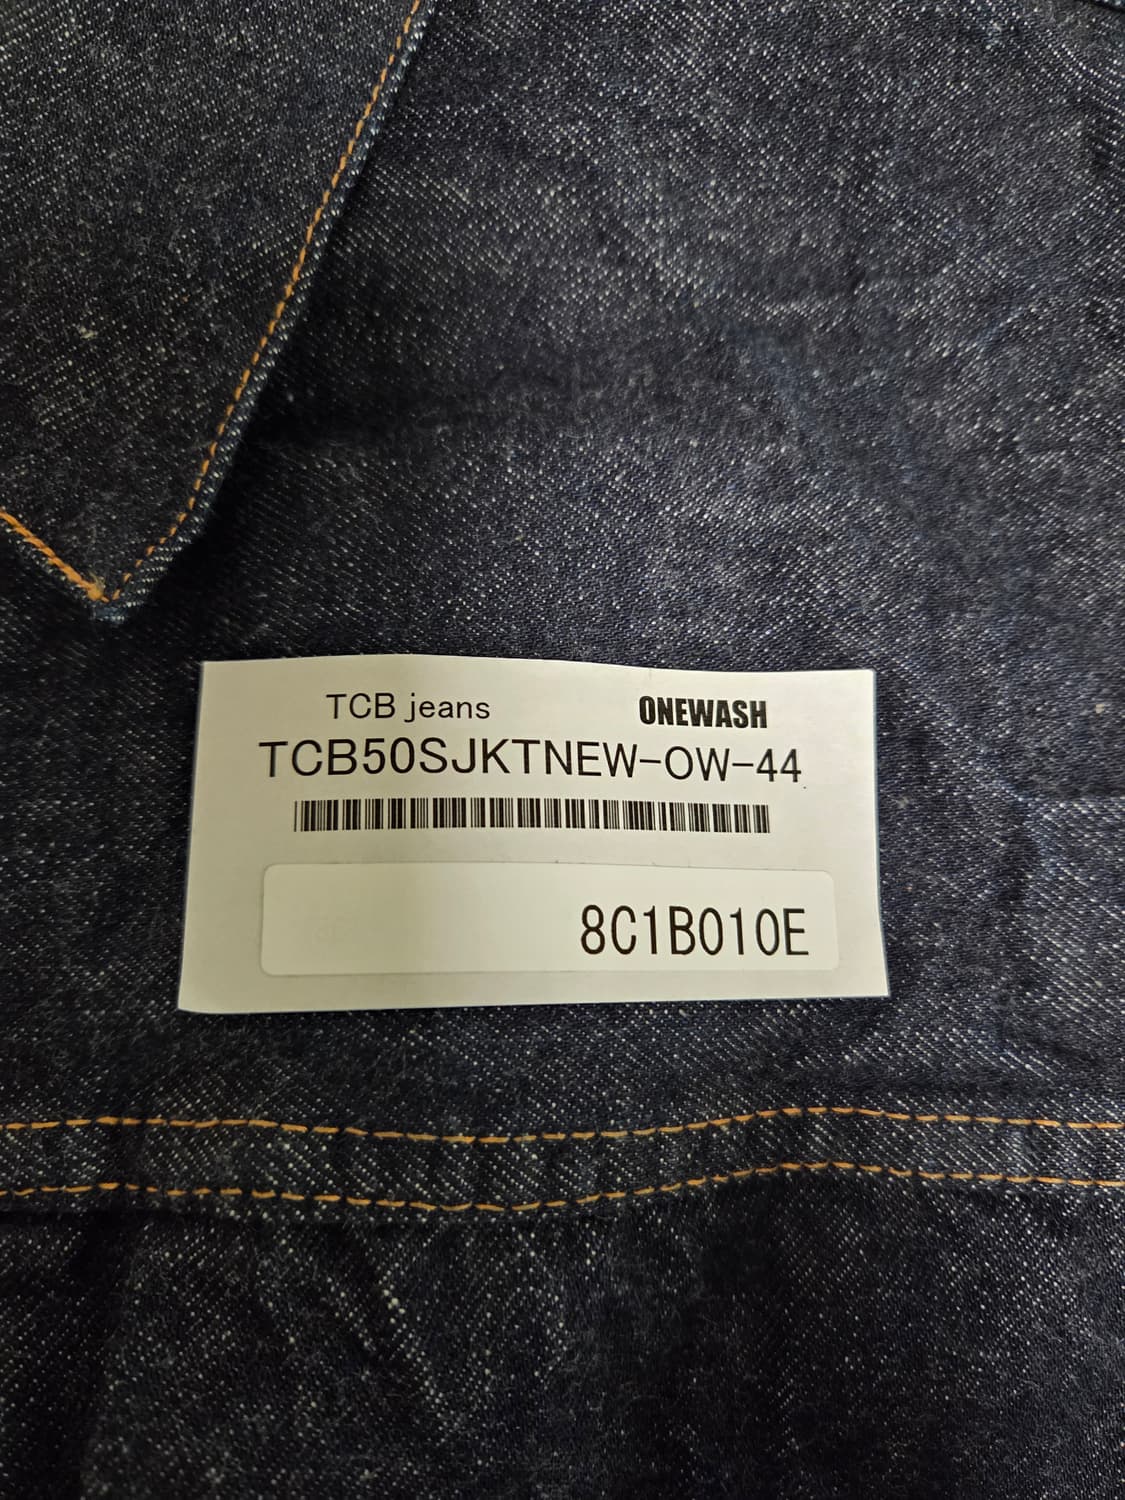 TCB jeans ONEWASH
TCB50SJKTNEW-OW-44
8C1B010E